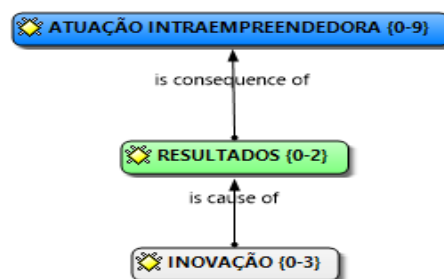 ATUAÇÃO INTRAEMPREENDEDORA {0-9}
is consequence of
RESULTADOS {0-2}
is cause of
INOVAÇÃO {0-3}